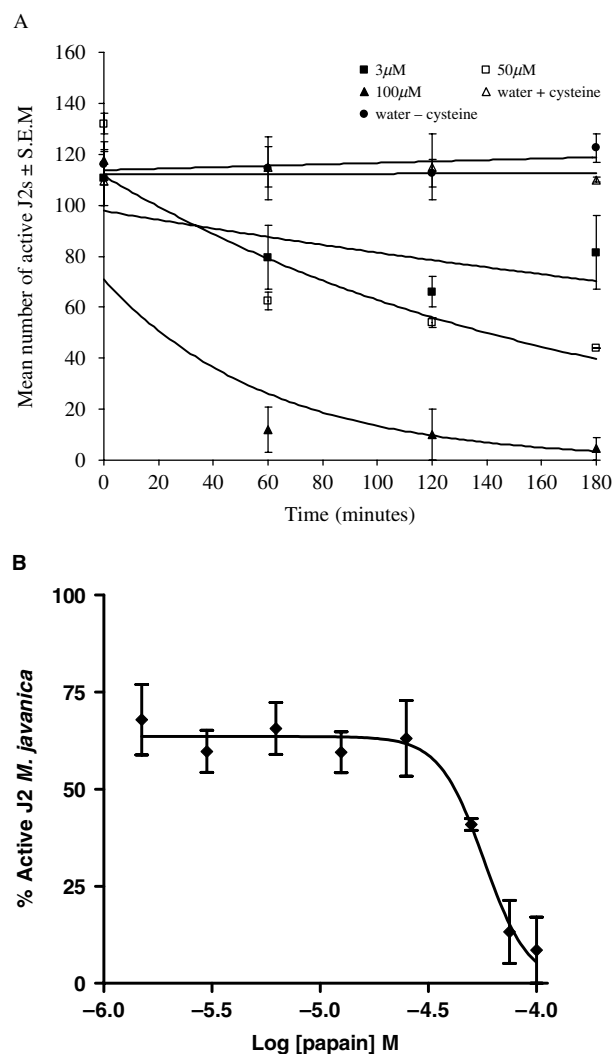 A
160
140
120
100
80
60
40
20
0
Mean number of active J2s ± S.E.M
3μM
50μM
100μM
water + cysteine
water – cysteine
0 20 40 60 80 100 120 140 160 180
Time (minutes)
B
100
75
50
25
0
% Active J2 M. javanica
–6.0 –5.5 –5.0 –4.5 –4.0
Log [papain] M